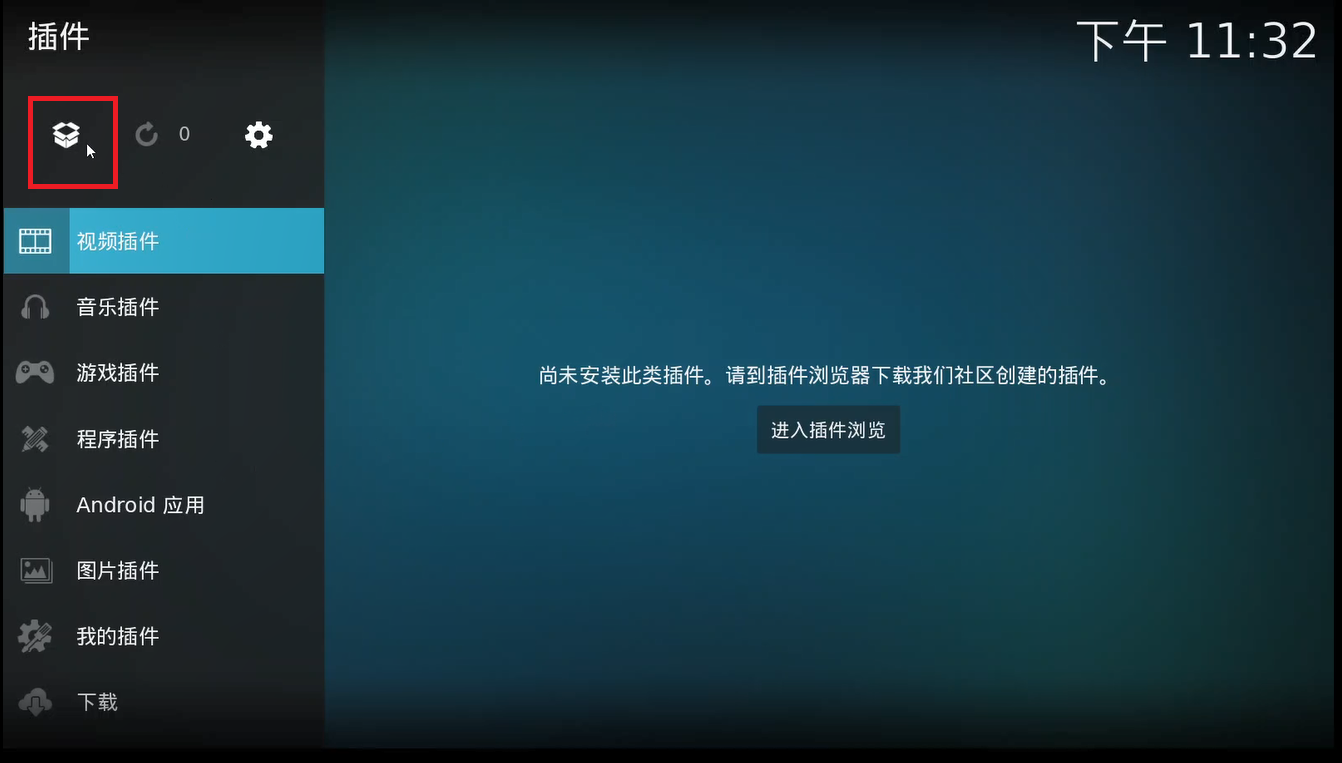 插件
下午 11:32
0
视频插件
音乐插件
游戏插件
程序插件
Android 应用
图片插件
我的插件
下载
尚未安装此类插件。请到插件浏览器下载我们社区创建的插件。
进入插件浏览